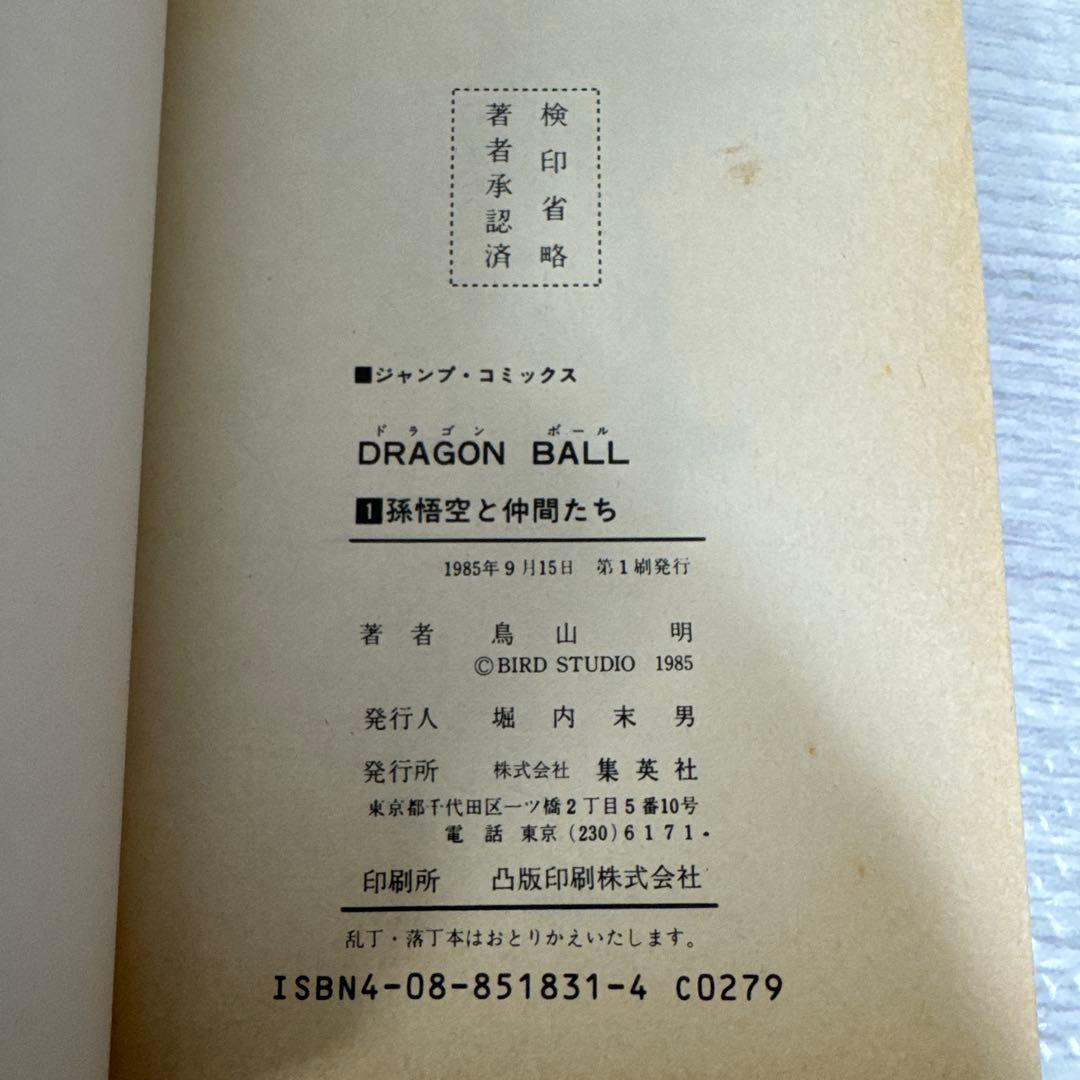 検印省略
著者承認済
■ジャンプ・コミックス
ドラゴン ボール
DRAGON BALL
1孫悟空と仲間たち
1985年9月15日 第1刷発行
著者 鳥山明
©BIRD STUDIO 1985
発行人 堀内末男
発行所 株式会社 集英社
東京都千代田区一ツ橋2丁目5番10号
電話 東京(230)6171・
印刷所 凸版印刷株式会社
乱丁・落丁本はおとりかえいたします。
ISBN4-08-851831-4 C0279